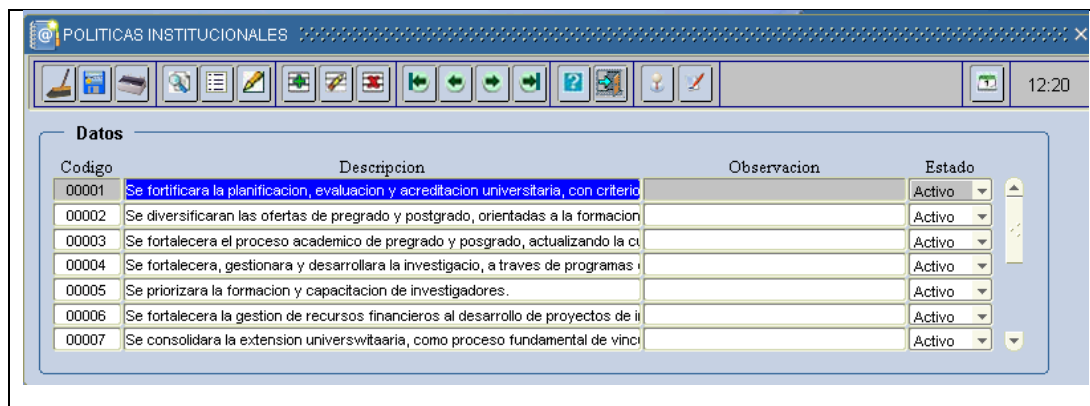 POLITICAS INSTITUCIONALES
12:20
Datos
Codigo Descripcion Observacion Estado
00001 Se fortificara la planificacion, evaluacion y acreditacion universitaria, con criterio Activo
00002 Se diversificaran las ofertas de pregrado y postgrado, orientadas a la formacion Activo
00003 Se fortalecera el proceso academico de pregrado y posgrado, actualizando la Activo
00004 Se fortalecera, gestionara y desarrollara la investigacio, a traves de programas Activo
00005 Se priorizara la formacion y capacitacion de investigadores. Activo
00006 Se fortalecera la gestion de recursos financieros al desarrollo de proyectos de Activo
00007 Se consolidara la extension universwitaaria, como proceso fundamental de Activo